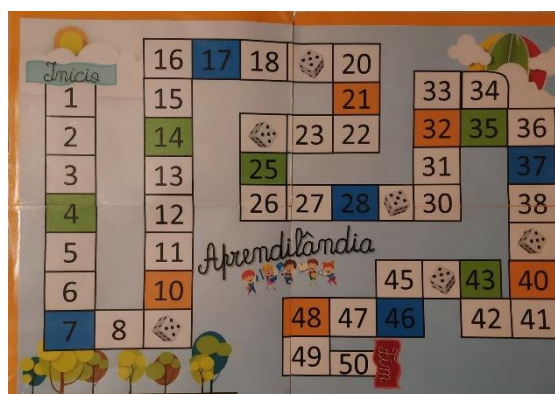 Início
16 17 18 20
33 34
1 15 21
2 14 23 22 32 35 36
3 13 25 31 37
4 12 26 27 28 30 38
5 11 Aprendilândia
6 10 45 43 40
7 8 48 47 46 42 41
49 50 Fim